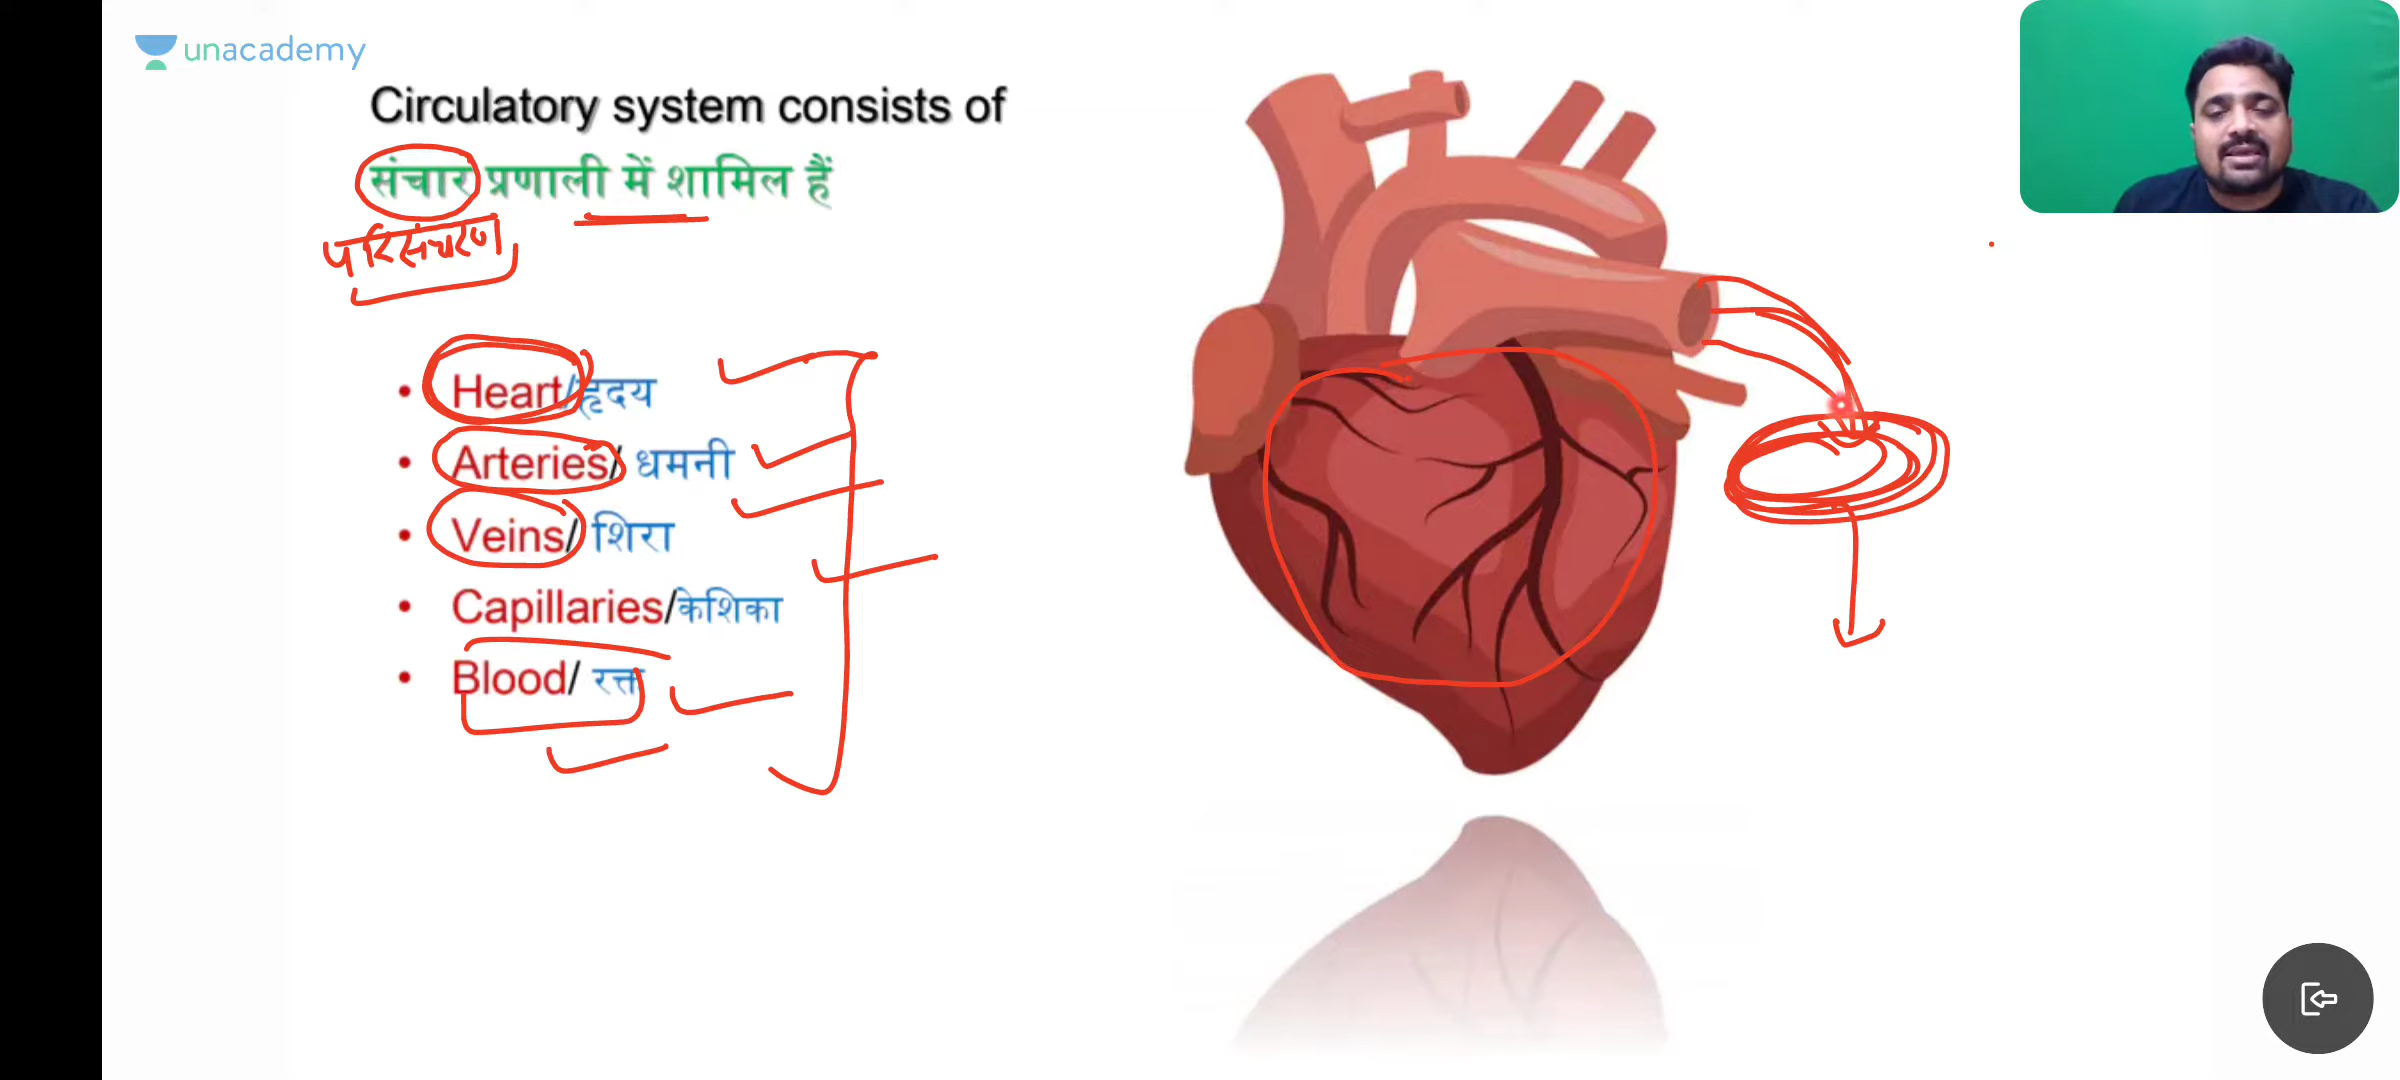 unacademy
Circulatory system consists of
संचार प्रणाली में शामिल हैं
परिसंचरण
• Heart/हृदय
• Arteries/ धमनी
• Veins/ शिरा
• Capillaries/केशिका
• Blood/ रक्त